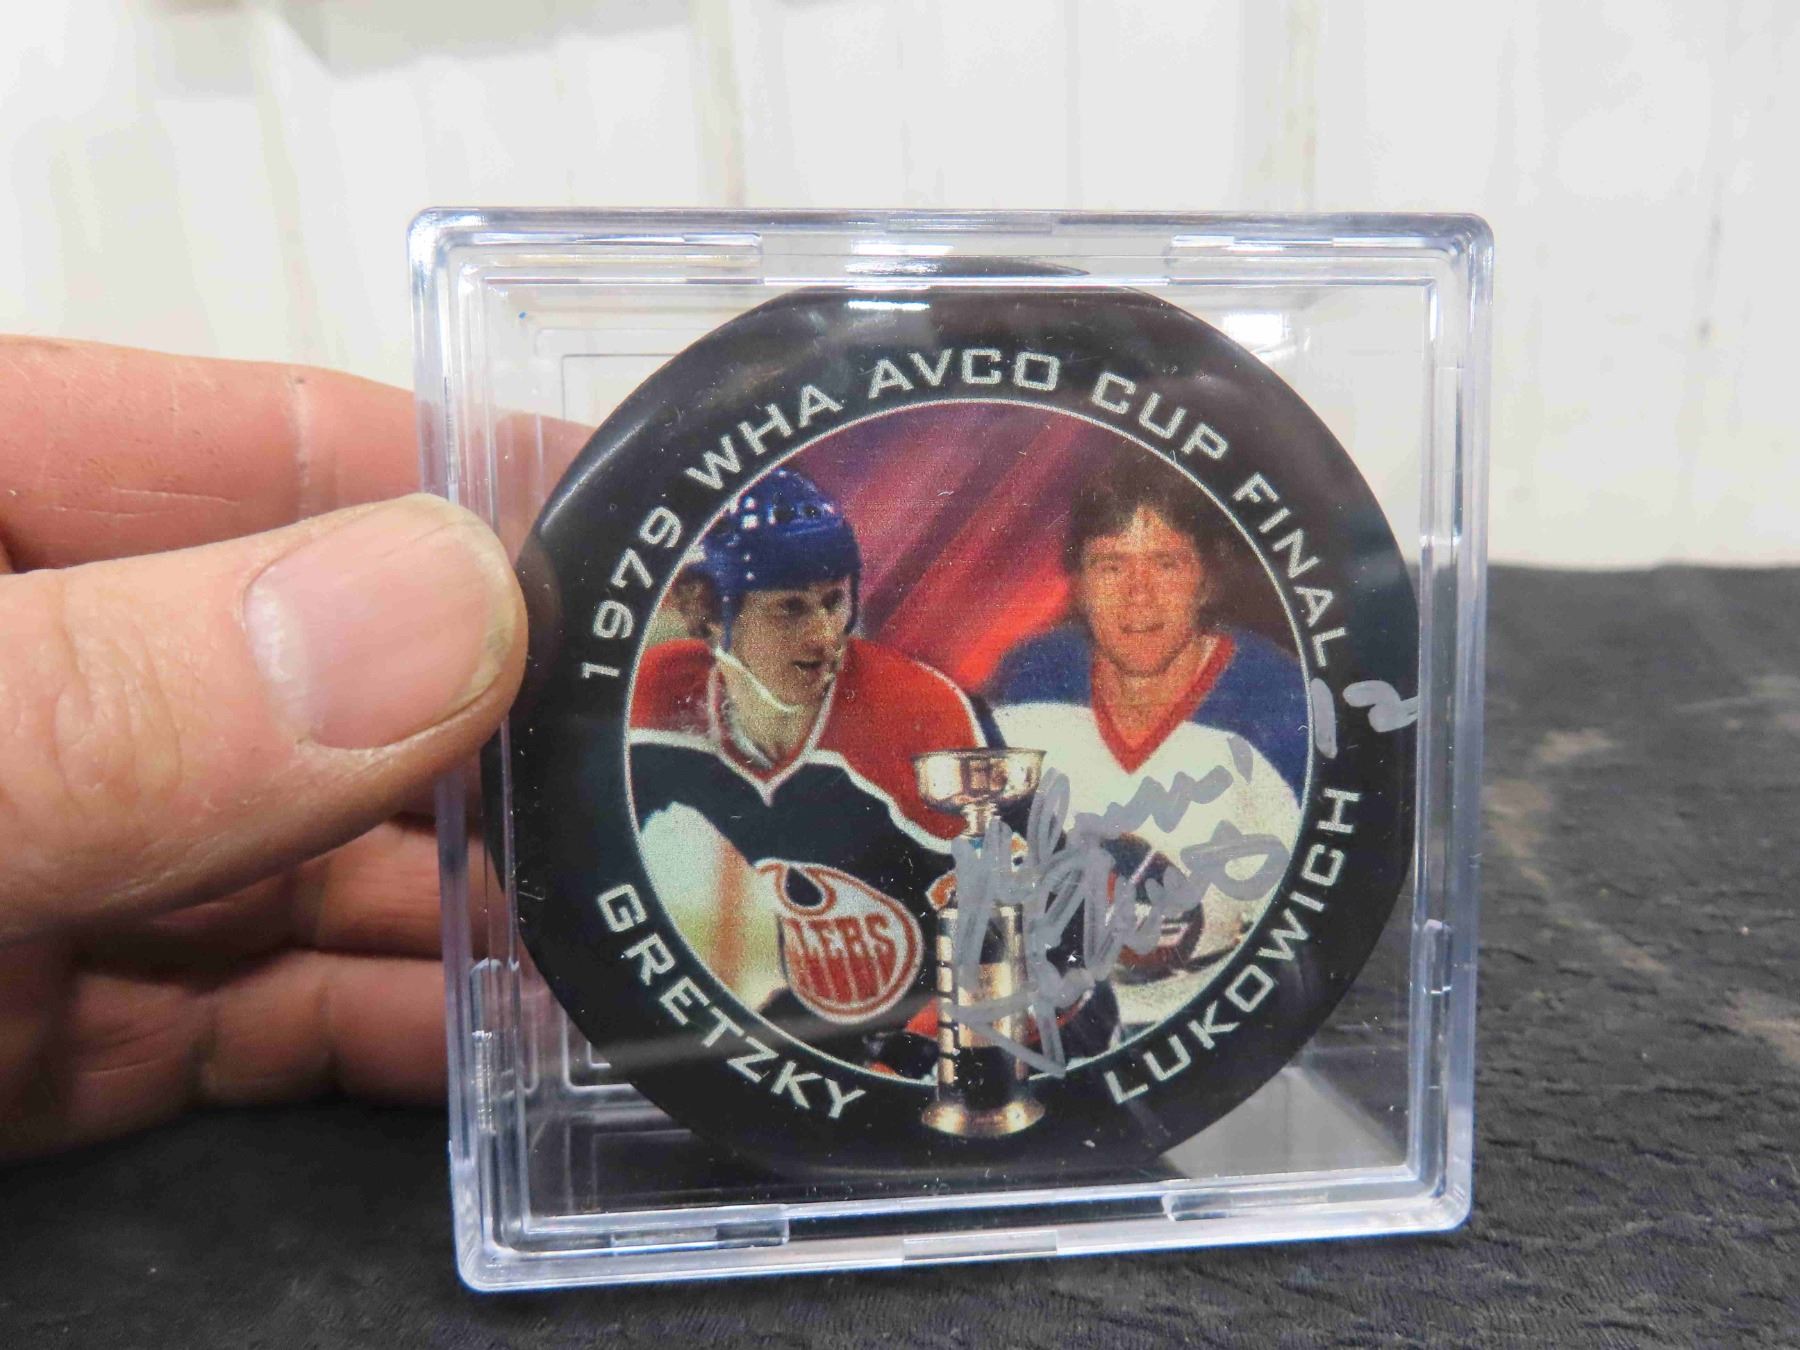 1979 WHA AVCO CUP FINAL
GRETZKY
LUKOWICH
OILERS